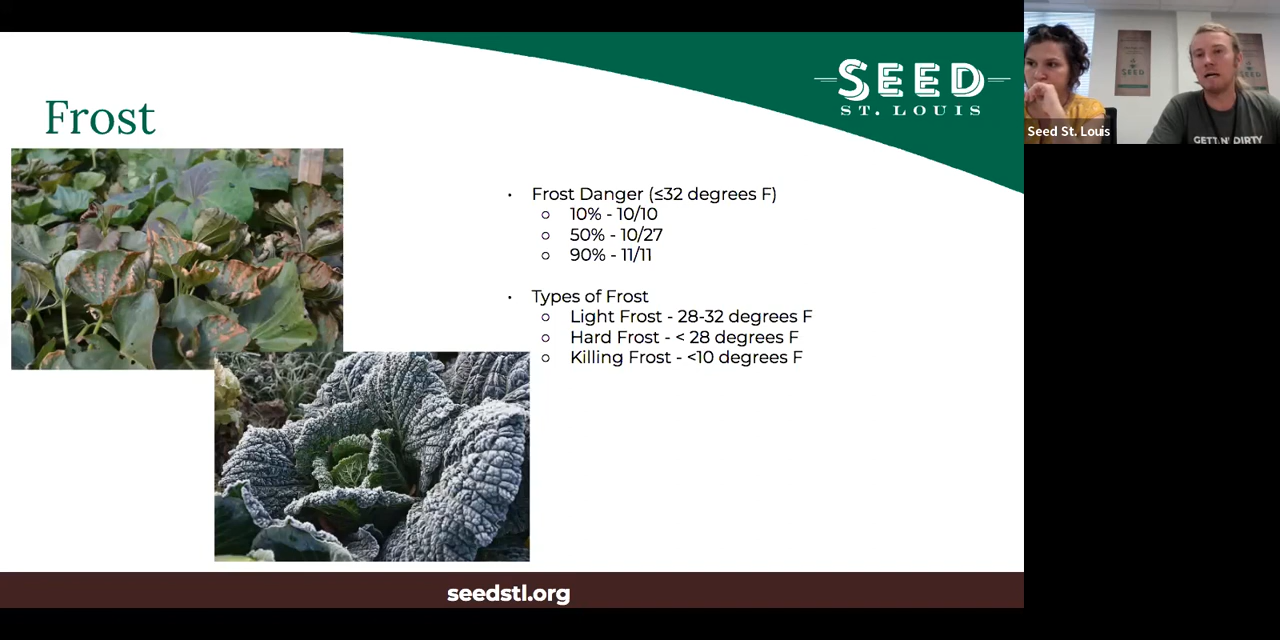 Frost
SEED
ST. LOUIS
Frost Danger (≤32 degrees F)
10% - 10/10
50% - 10/27
90% - 11/11
Types of Frost
Light Frost - 28-32 degrees F
Hard Frost - < 28 degrees F
Killing Frost - <10 degrees F
seedstl.org
Seed St. Louis
SEED
GETTIN' DIRTY